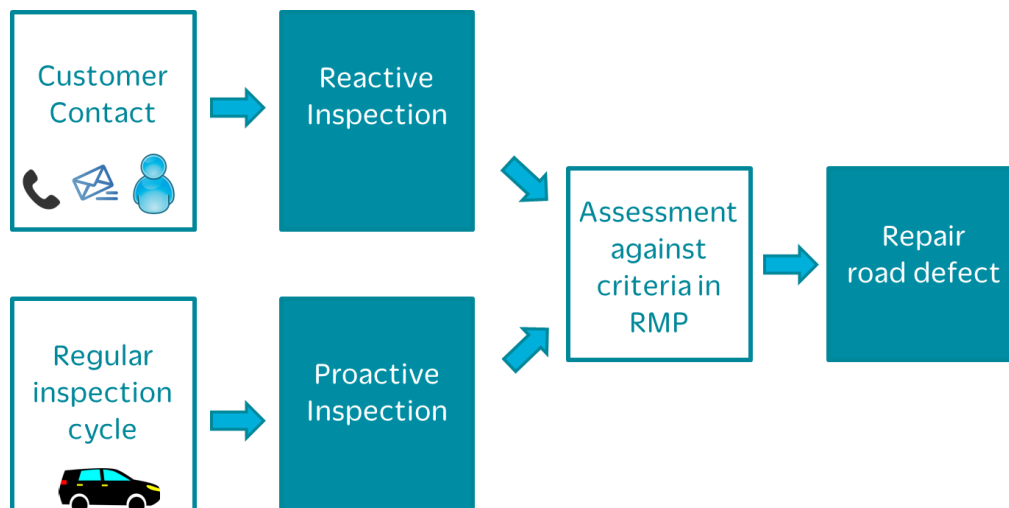 Customer
Contact
Reactive
Inspection
Assessment
against
criteria in
RMP
Repair
road defect
Regular
inspection
cycle
Proactive
Inspection